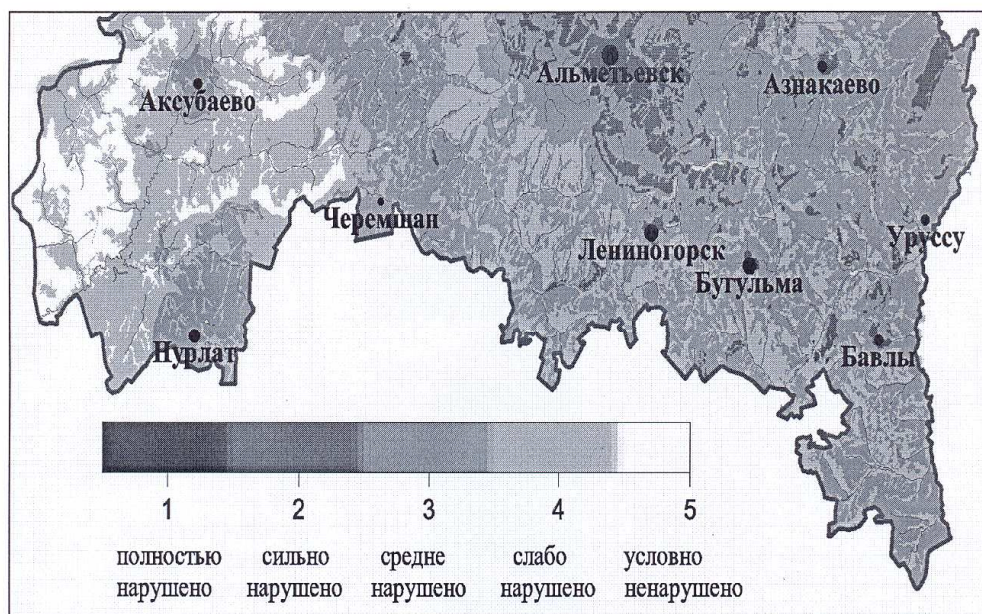 Альметьевск
Азнакаево
Аксубаево
Черемшан
Уруссу
Лениногорск
Бугульма
Нурлат
Бавлы
1 2 3 4 5
полностью сильно средне слабо условно
нарушено нарушено нарушено нарушено ненарушено